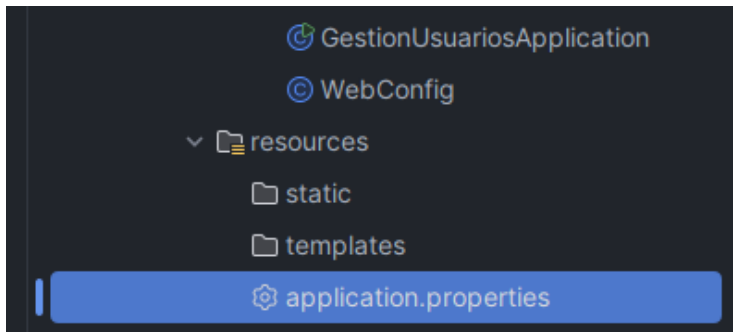 GestionUsuariosApplication
WebConfig
resources
static
templates
application.properties